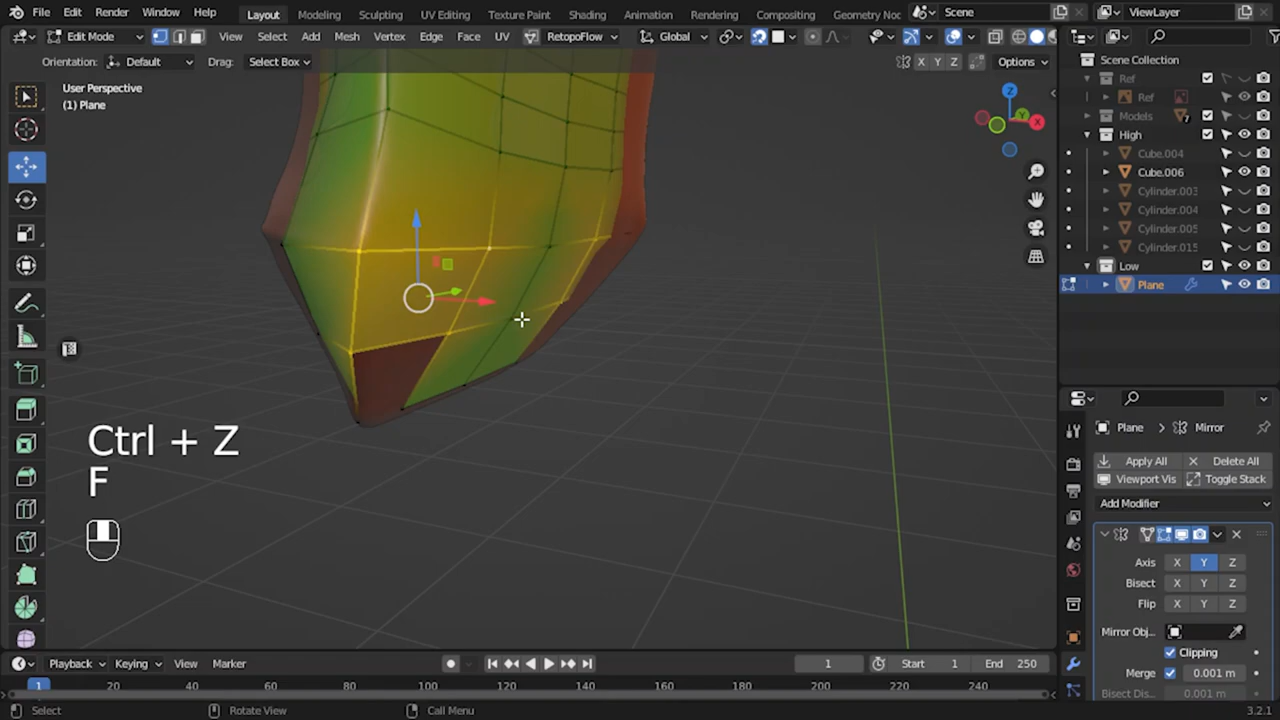 File Edit Render Window Help Layout Modeling Sculpting UV Editing Texture Paint Shading Animation Rendering Compositing Geometry Noc Scene ViewLayer
Edit Mode View Select Add Mesh Vertex Edge Face UV RetopoFlow Global
Orientation: Default Drag: Select Box X Y Z Options
User Perspective
(1) Plane
Z
Y
X
Scene Collection
Ref
Ref
Models
High
Cube.004
Cube.006
Cylinder.003
Cylinder.004
Cylinder.005
Cylinder.015
Low
Plane
Ctrl + Z
F
Plane > Mirror
Apply All Delete All
Viewport Vis Toggle Stack
Add Modifier
Axis X Y Z
Bisect X Y Z
Flip X Y Z
Mirror Obj...
Clipping
Merge 0.001 m
Bisect Dis... 0.001 m
Playback Keying View Marker 1 Start 1 End 250
1 20 40 60 80 100 120 140 160 180 200 220 240
Select Rotate View Call Menu 3.2.1